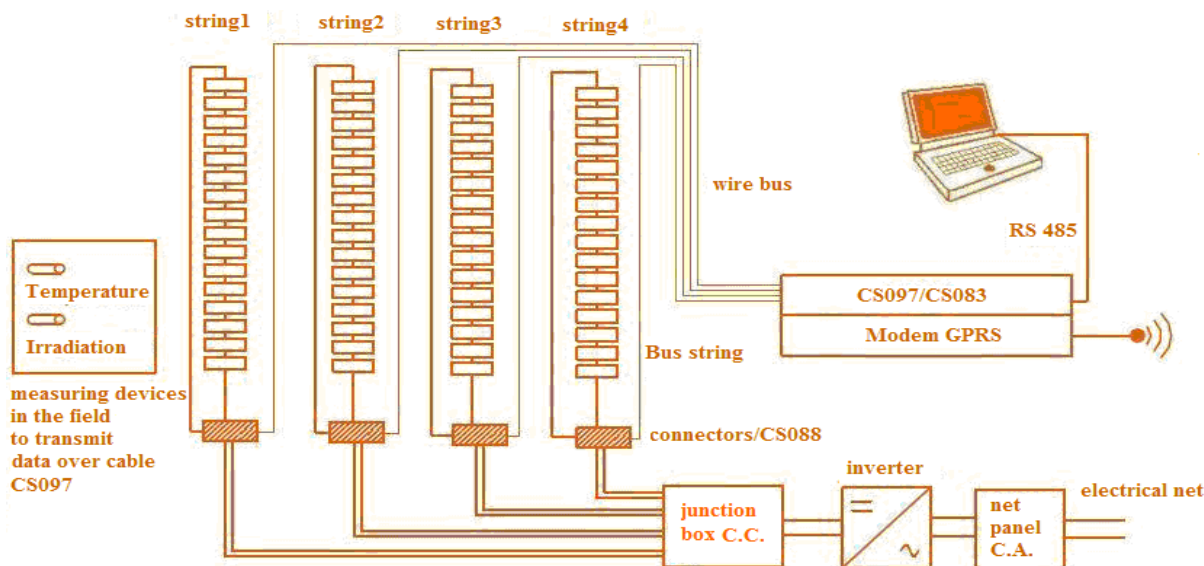 string1
string2
string3
string4
wire bus
RS 485
CS097/CS083
Modem GPRS
Temperature
Irradiation
measuring devices
in the field
to transmit
data over cable
CS097
Bus string
connectors/CS088
inverter
electrical net
junction
box C.C.
net
panel
C.A.